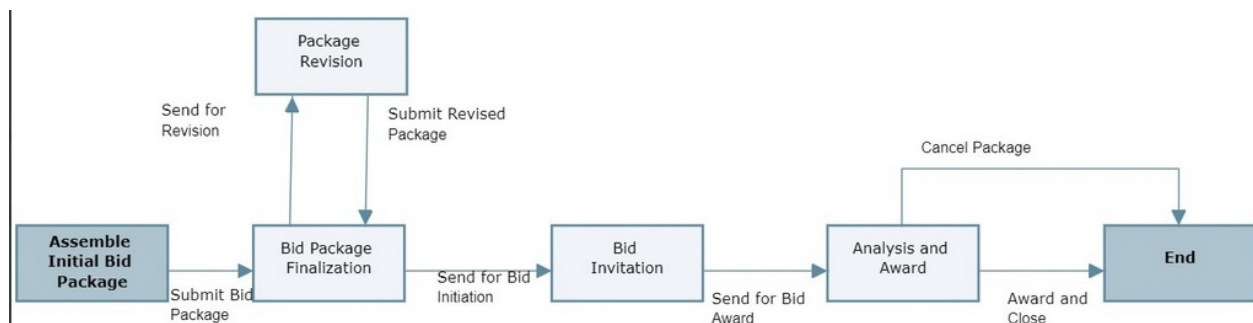 Package
Revision
Send for
Revision
Submit Revised
Package
Cancel Package
Assemble
Initial Bid
Package
Submit Bid
Package
Bid Package
Finalization
Send for Bid
Initiation
Bid
Invitation
Send for Bid
Award
Analysis and
Award
Award and
Close
End